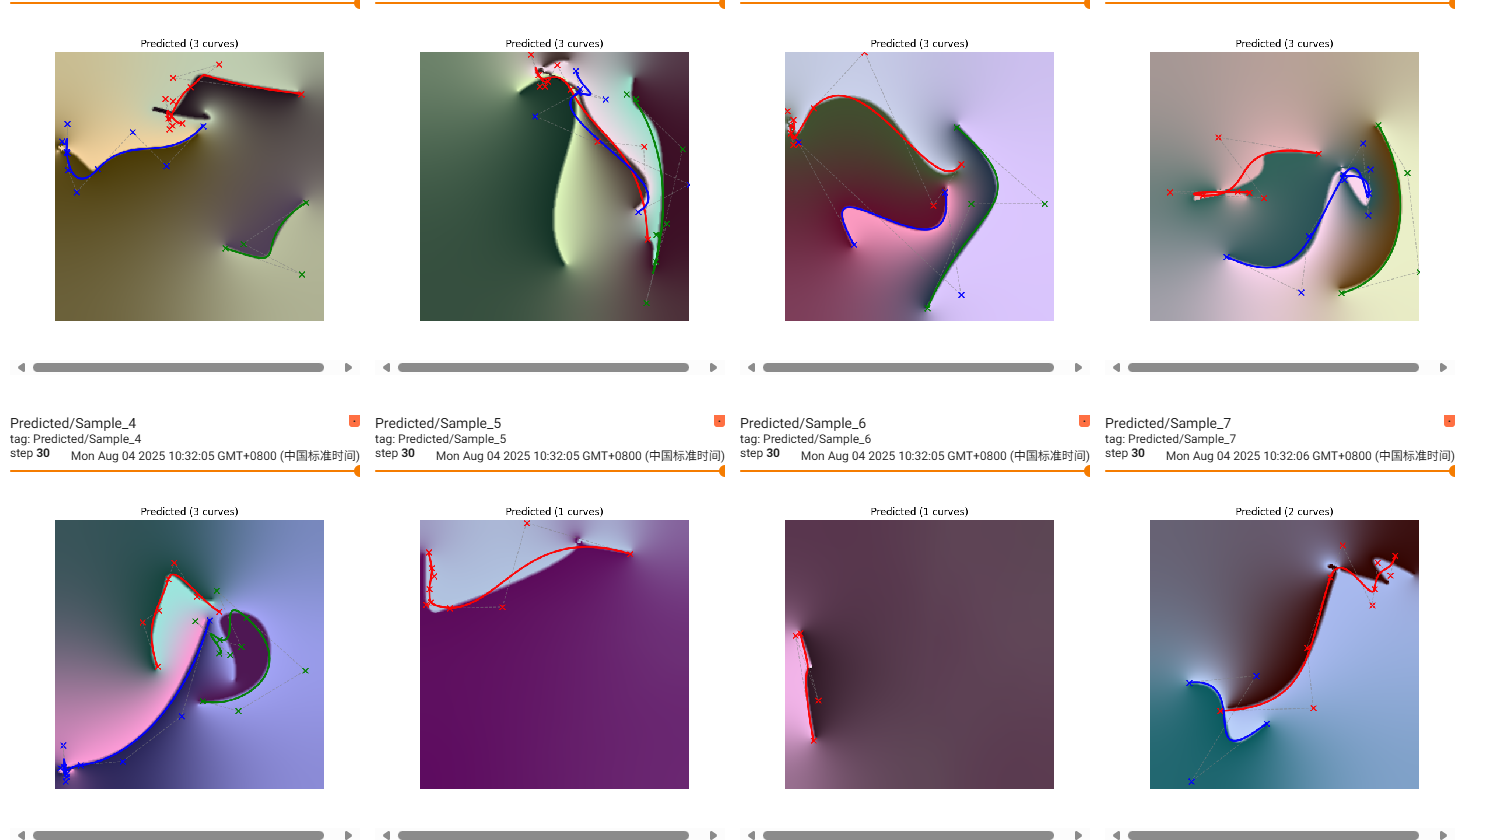 Predicted (3 curves)
Predicted (3 curves)
Predicted (3 curves)
Predicted (3 curves)
Predicted/Sample_4
tag: Predicted/Sample_4
step 30 Mon Aug 04 2025 10:32:05 GMT+0800 (中国标准时间)
Predicted/Sample_5
tag: Predicted/Sample_5
step 30 Mon Aug 04 2025 10:32:05 GMT+0800 (中国标准时间)
Predicted/Sample_6
tag: Predicted/Sample_6
step 30 Mon Aug 04 2025 10:32:05 GMT+0800 (中国标准时间)
Predicted/Sample_7
tag: Predicted/Sample_7
step 30 Mon Aug 04 2025 10:32:06 GMT+0800 (中国标准时间)
Predicted (3 curves)
Predicted (1 curves)
Predicted (1 curves)
Predicted (2 curves)